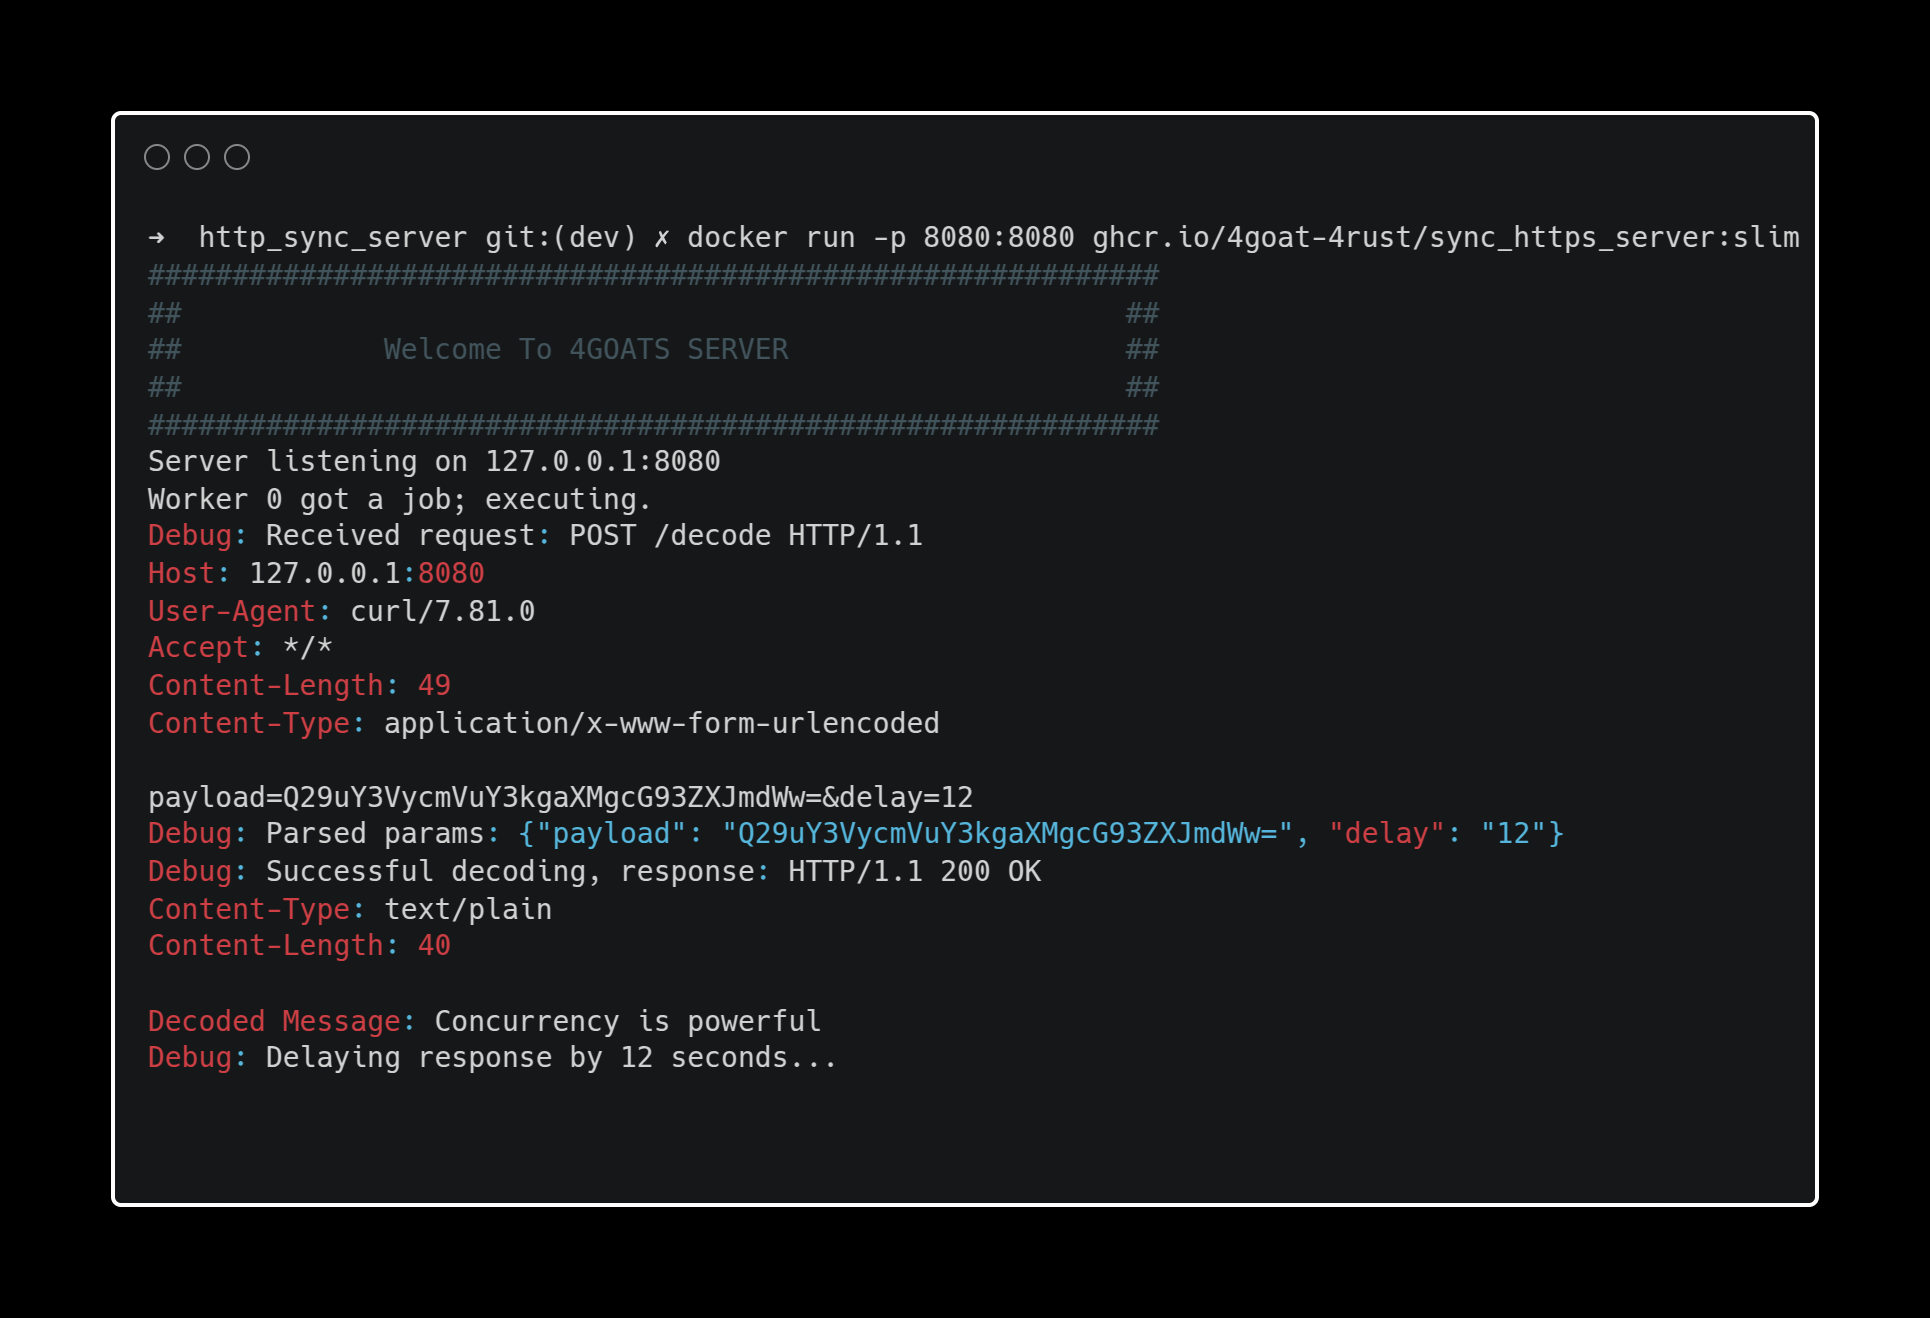 ➜  http_sync_server git:(dev) ✗ docker run -p 8080:8080 ghcr.io/4goat-4rust/sync_https_server:slim
############################################################
##                                                        ##
##            Welcome To 4GOATS SERVER                    ##
##                                                        ##
############################################################
Server listening on 127.0.0.1:8080
Worker 0 got a job; executing.
Debug: Received request: POST /decode HTTP/1.1
Host: 127.0.0.1:8080
User-Agent: curl/7.81.0
Accept: */*
Content-Length: 49
Content-Type: application/x-www-form-urlencoded

payload=Q29uY3VycmVuY3kgaXMgcG93ZXJmdWw=&delay=12
Debug: Parsed params: {"payload": "Q29uY3VycmVuY3kgaXMgcG93ZXJmdWw=", "delay": "12"}
Debug: Successful decoding, response: HTTP/1.1 200 OK
Content-Type: text/plain
Content-Length: 40

Decoded Message: Concurrency is powerful
Debug: Delaying response by 12 seconds...